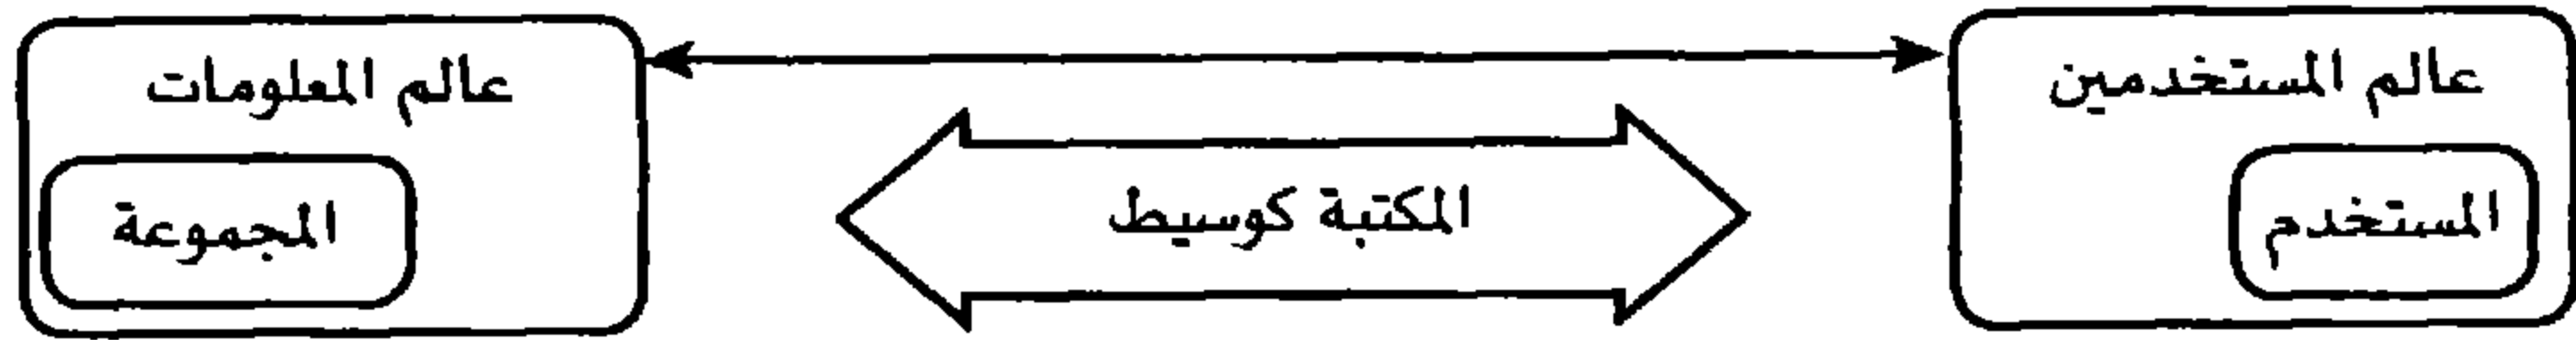 عالم المستخدمين
المستخدم
المكتبة كوسيط
عالم المعلومات
المجموعة